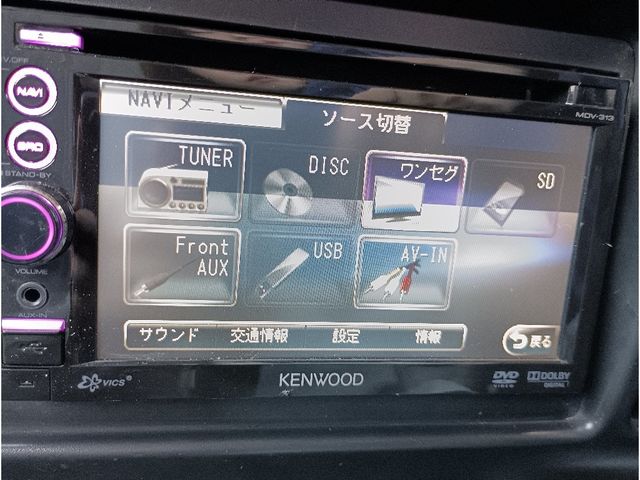 V.OFF
NAVI
SRC
STAND-BY
VOLUME
AUX-IN
MDV-313
NAVIメニュー
ソース切替
TUNER
DISC
ワンセグ
SD
Front
AUX
USB
AV-IN
サウンド 交通情報 設定 情報
戻る
VICS®
KENWOOD
DVD
VIDEO
DOLBY
DIGITAL